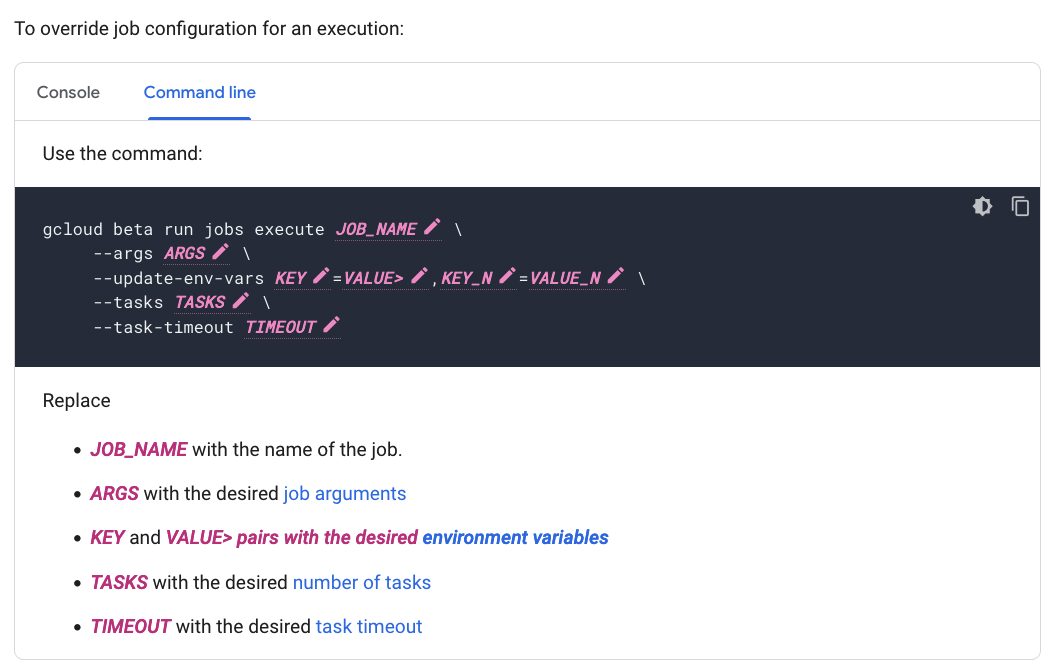 To override job configuration for an execution:
Console Command line
Use the command:
gcloud beta run jobs execute JOB_NAME \
--args ARGS \
--update-env-vars KEY=VALUE>,KEY_N=VALUE_N \
--tasks TASKS \
--task-timeout TIMEOUT
Replace
• JOB_NAME with the name of the job.
• ARGS with the desired job arguments
• KEY and VALUE> pairs with the desired environment variables
• TASKS with the desired number of tasks
• TIMEOUT with the desired task timeout